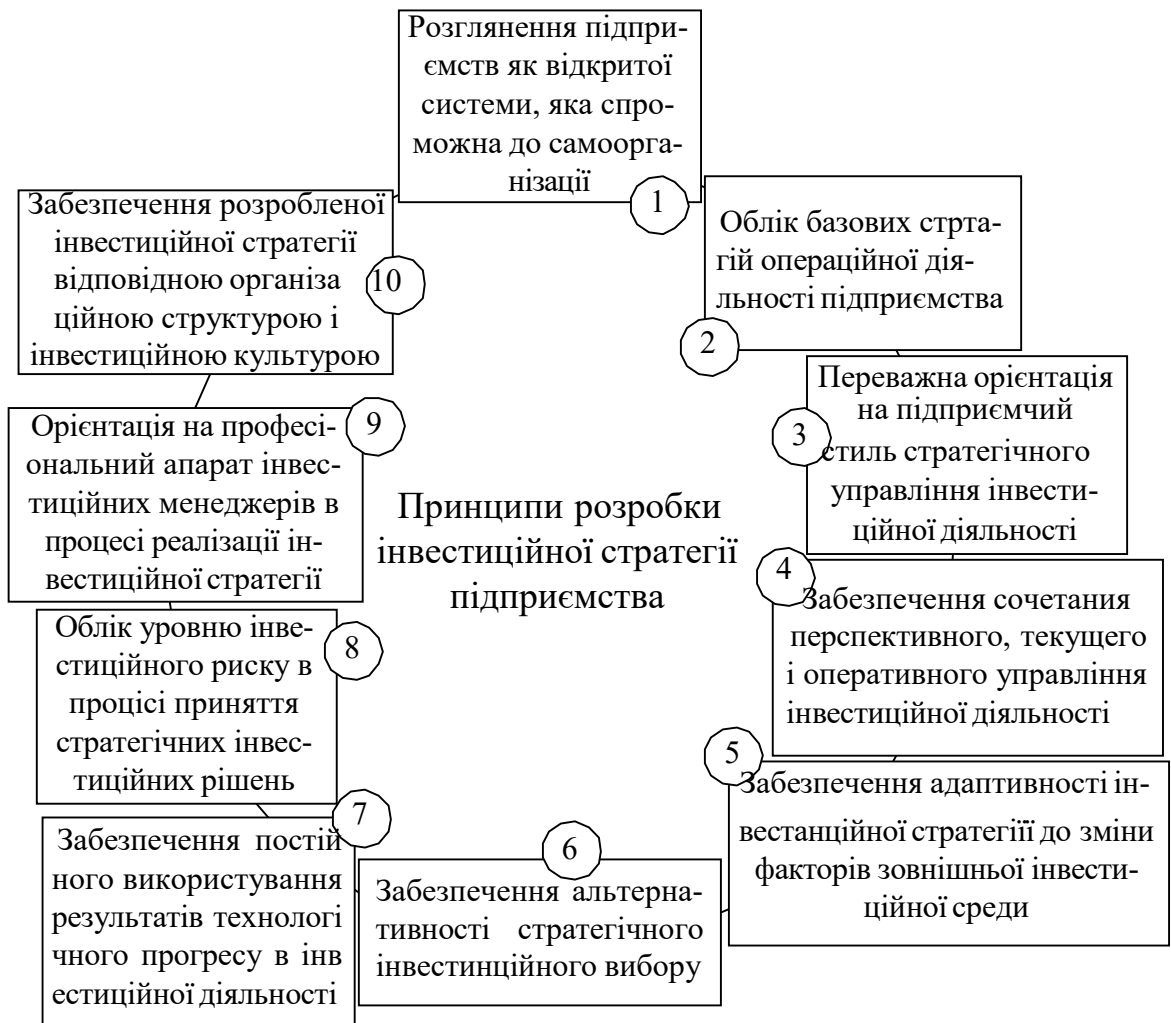 Розглянення підпри-
ємств як відкритої
системи, яка спро-
можна до самоорга-
нізації
1
Облік базових стрта-
гій операційної дія-
льності підприємства
2
Переважна орієнтація
на підприємчий
стиль стратегічного
управління інвести-
ційної діяльності
3
4
Забезпечення сочетания
перспективного, текущего
і оперативного управління
інвестиційної діяльності
5
Забезпечення адаптивності ін-
вестанційної стратегіїї до зміни
факторів зовнішньої інвести-
ційної среди
6
Забезпечення альтерна-
тивності стратегічного
інвестинційного вибору
7
Забезпечення постій
ного використування
результатів технологі
чного прогресу в інв
естиційної діяльності
8
Облік уровню інве-
стиційного риску в
процісі приняття
стратегічних інвес-
тиційних рішень
9
Орієнтація на професі-
ональний апарат інвес-
тиційних менеджерів в
процесі реалізації ін-
вестиційної стратегії
10
Забезпечення розробленої
інвестиційної стратегії
відповідною організа
ційною структурою і
інвестиційною культурою
Принципи розробки
інвестиційної стратегії
підприємства